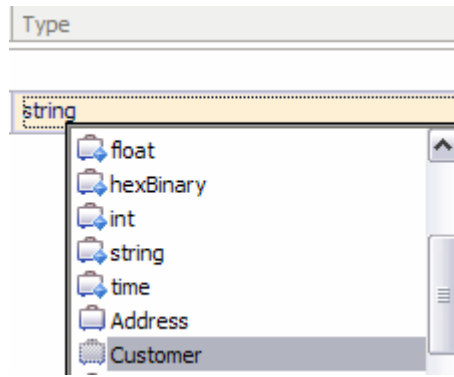 Type
string
float
hexBinary
int
string
time
Address
Customer